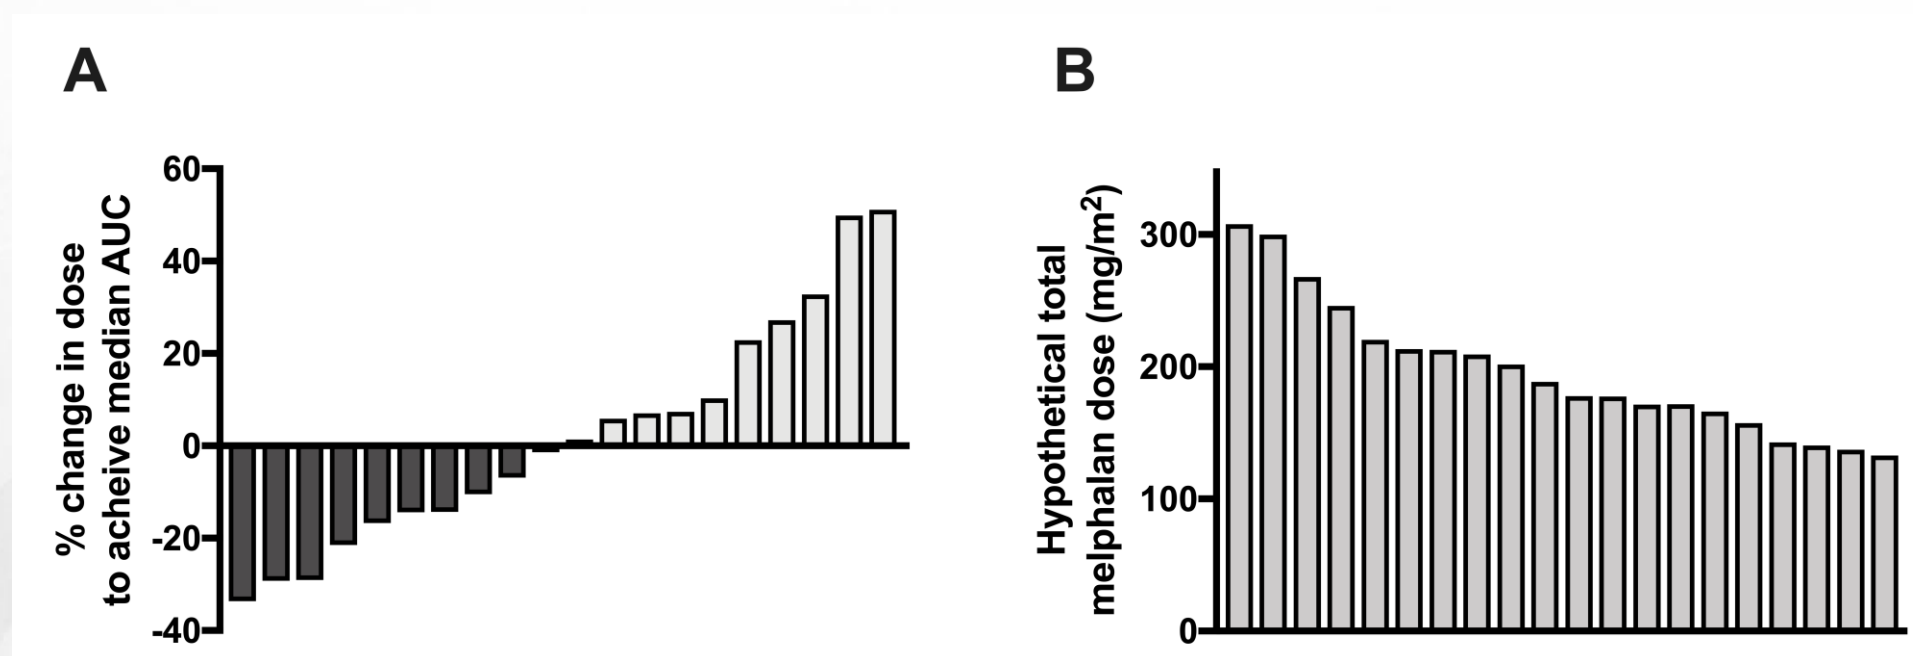 A
% change in dose
to acheive median AUC
60
40
20
0
-20
-40
B
Hypothetical total
melphalan dose (mg/m²)
300
200
100
0